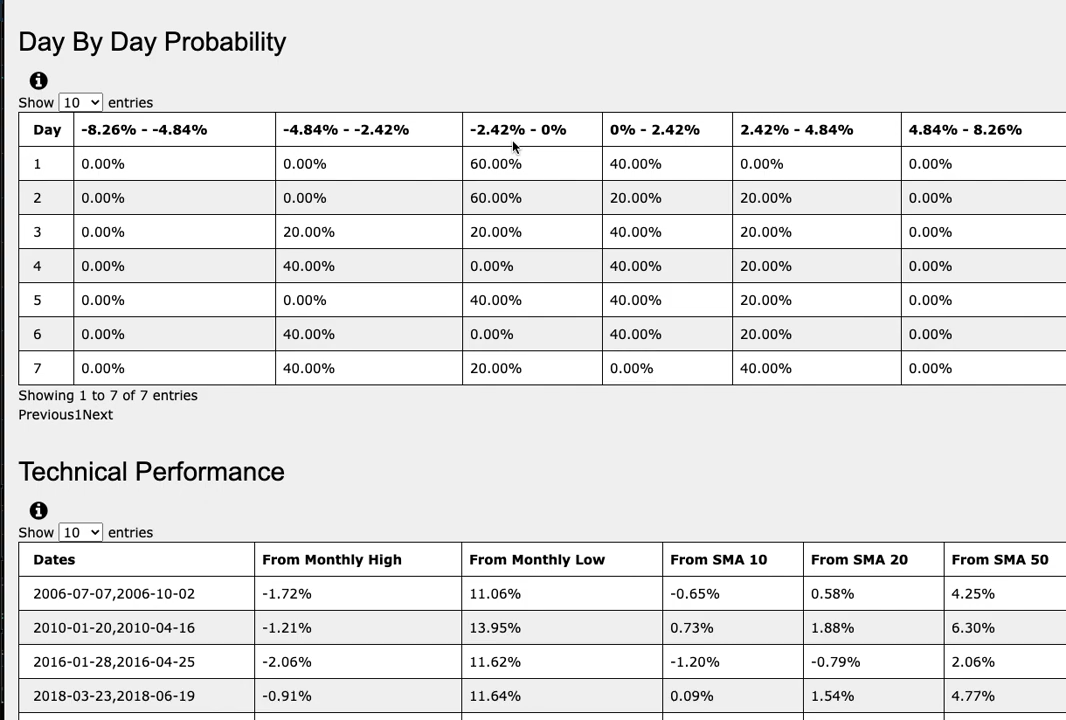 Day By Day Probability
Show 10 entries
Day -8.26% - -4.84% -4.84% - -2.42% -2.42% - 0% 0% - 2.42% 2.42% - 4.84% 4.84% - 8.26%
1 0.00% 0.00% 60.00% 40.00% 0.00% 0.00%
2 0.00% 0.00% 60.00% 20.00% 20.00% 0.00%
3 0.00% 20.00% 20.00% 40.00% 20.00% 0.00%
4 0.00% 40.00% 0.00% 40.00% 20.00% 0.00%
5 0.00% 0.00% 40.00% 40.00% 20.00% 0.00%
6 0.00% 40.00% 0.00% 40.00% 20.00% 0.00%
7 0.00% 40.00% 20.00% 0.00% 40.00% 0.00%
Showing 1 to 7 of 7 entries
Previous1Next
Technical Performance
Show 10 entries
Dates From Monthly High From Monthly Low From SMA 10 From SMA 20 From SMA 50
2006-07-07,2006-10-02 -1.72% 11.06% -0.65% 0.58% 4.25%
2010-01-20,2010-04-16 -1.21% 13.95% 0.73% 1.88% 6.30%
2016-01-28,2016-04-25 -2.06% 11.62% -1.20% -0.79% 2.06%
2018-03-23,2018-06-19 -0.91% 11.64% 0.09% 1.54% 4.77%